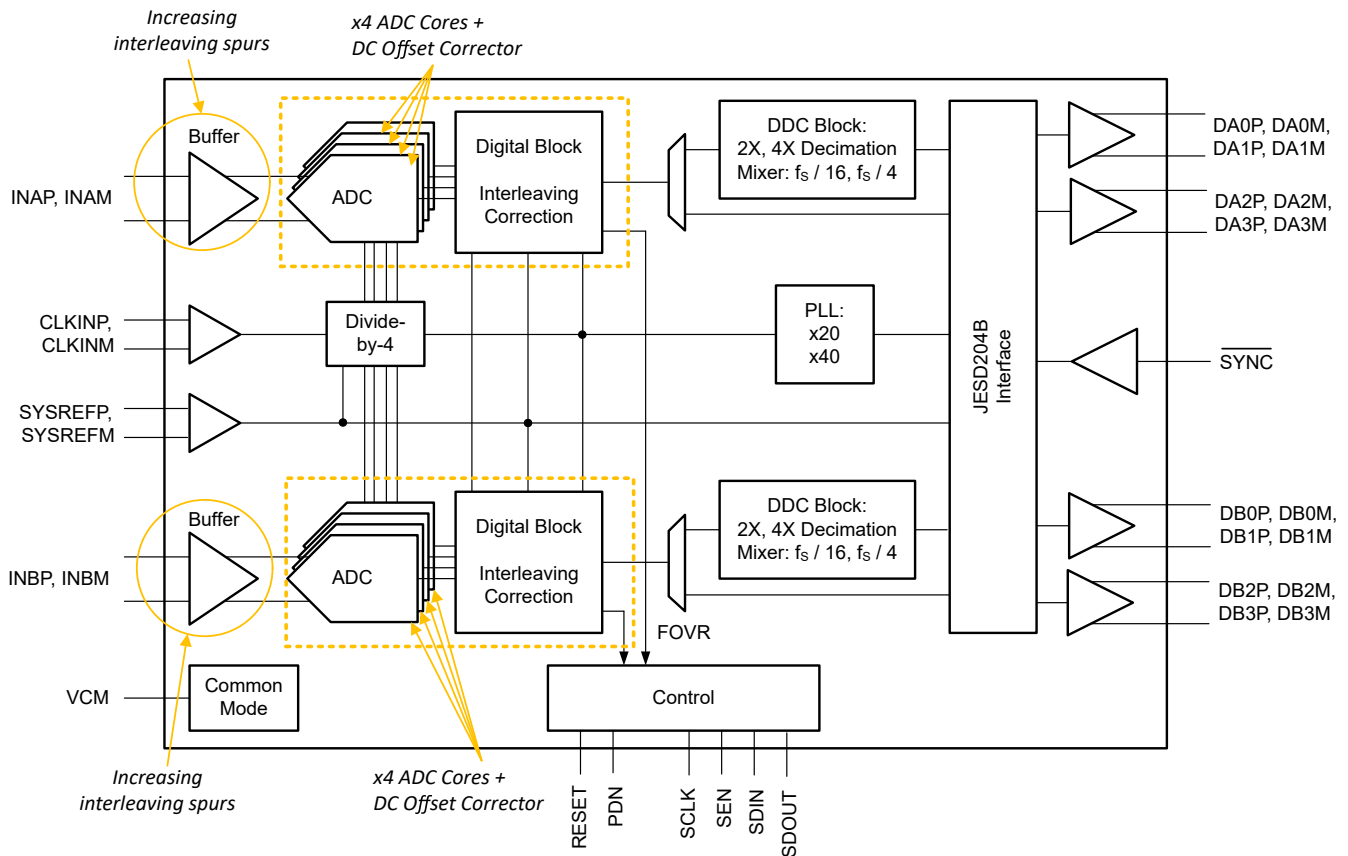 Increasing
interleaving spurs
x4 ADC Cores +
DC Offset Corrector
Buffer
INAP, INAM
ADC
Digital Block
Interleaving
Correction
DDC Block:
2X, 4X Decimation
Mixer: fS / 16, fS / 4
DA0P, DA0M,
DA1P, DA1M
DA2P, DA2M,
DA3P, DA3M
CLKINP,
CLKINM
Divide-
by-4
PLL:
x20
x40
JESD204B
Interface
SYNC
SYSREFP,
SYSREFM
Buffer
INBP, INBM
ADC
Digital Block
Interleaving
Correction
DDC Block:
2X, 4X Decimation
Mixer: fS / 16, fS / 4
DB0P, DB0M,
DB1P, DB1M
DB2P, DB2M,
DB3P, DB3M
FOVR
VCM
Common
Mode
Control
Increasing
interleaving spurs
x4 ADC Cores +
DC Offset Corrector
RESET
PDN
SCLK
SEN
SDIN
SDOUT